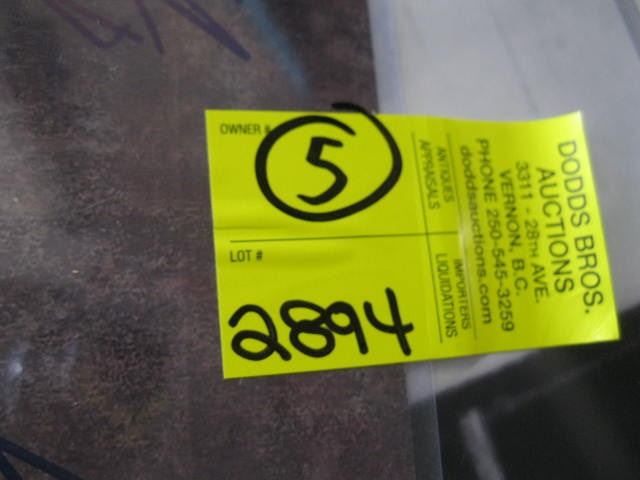 OWNER #
5
LOT #
2894
ANTIQUES
APPRAISALS
IMPORTERS
LIQUIDATIONS
DODDS BROS.
AUCTIONS
3311 - 28TH AVE.
VERNON, B.C.
PHONE 250-545-3259
doddsauctions.com